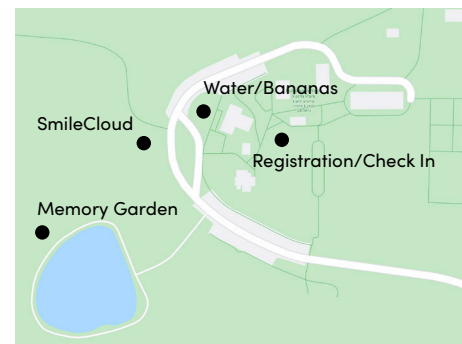 Water/Bananas
SmileCloud
Registration/Check In
Memory Garden